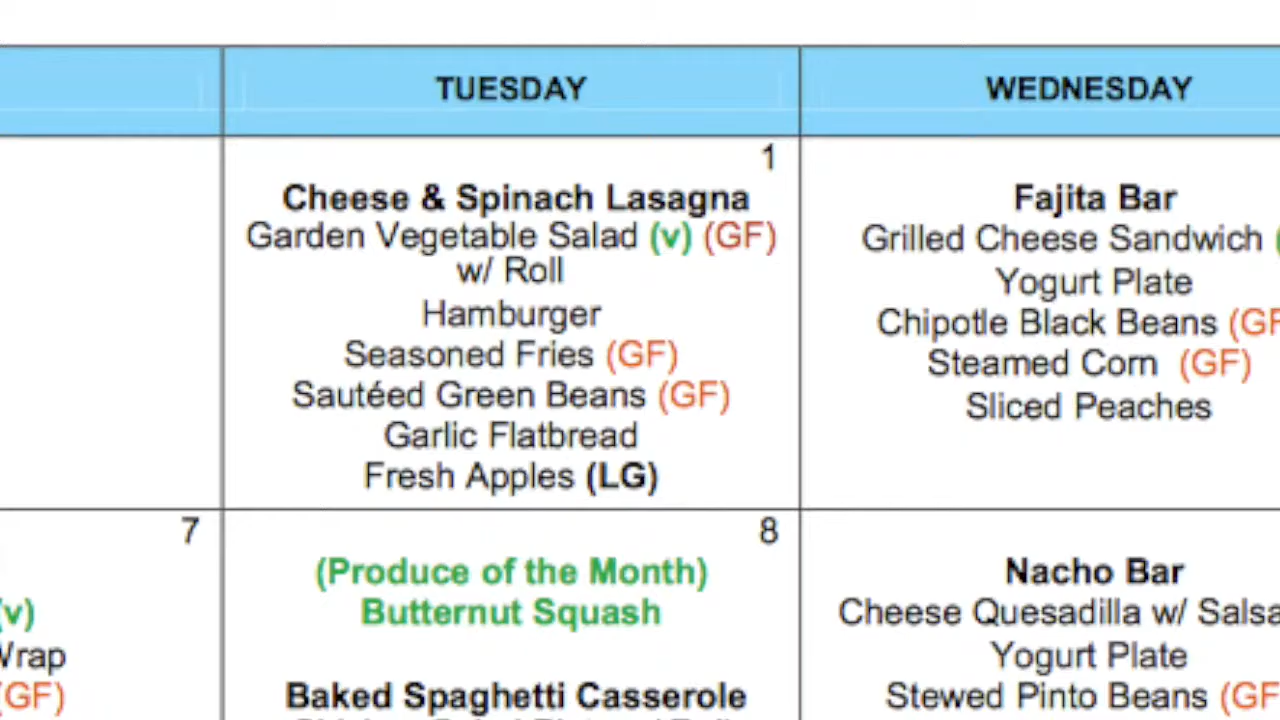 TUESDAY
WEDNESDAY
1
Cheese & Spinach Lasagna
Garden Vegetable Salad (v) (GF)
w/ Roll
Hamburger
Seasoned Fries (GF)
Sautéed Green Beans (GF)
Garlic Flatbread
Fresh Apples (LG)
Fajita Bar
Grilled Cheese Sandwich (
Yogurt Plate
Chipotle Black Beans (GF
Steamed Corn (GF)
Sliced Peaches
7
(v)
Wrap
(GF)
8
(Produce of the Month)
Butternut Squash
Baked Spaghetti Casserole
Nacho Bar
Cheese Quesadilla w/ Salsa
Yogurt Plate
Stewed Pinto Beans (GF